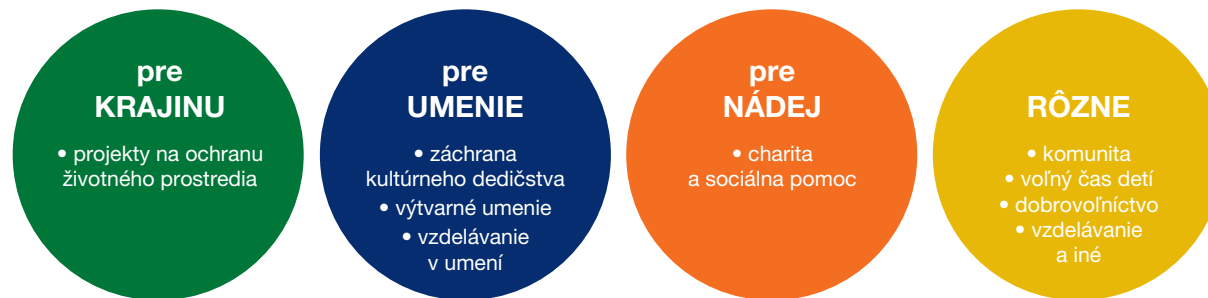 pre
KRAJINU
• projekty na ochranu
životného prostredia
pre
UMENIE
• záchrana
kultúrneho dedičstva
• výtvarné umenie
• vzdelávanie
v umení
pre
NÁDEJ
• charita
a sociálna pomoc
RÔZNE
• komunita
• voľný čas detí
• dobrovoľníctvo
• vzdelávanie
a iné